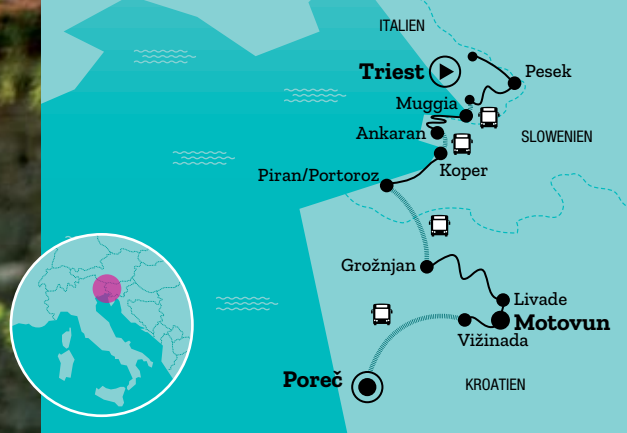 ITALIEN
Triest
Pesek
Muggia
Ankaran
SLOWENIEN
Koper
Piran/Portoroz
Grožnjan
Livade
Motovun
Vižinada
Poreč
KROATIEN